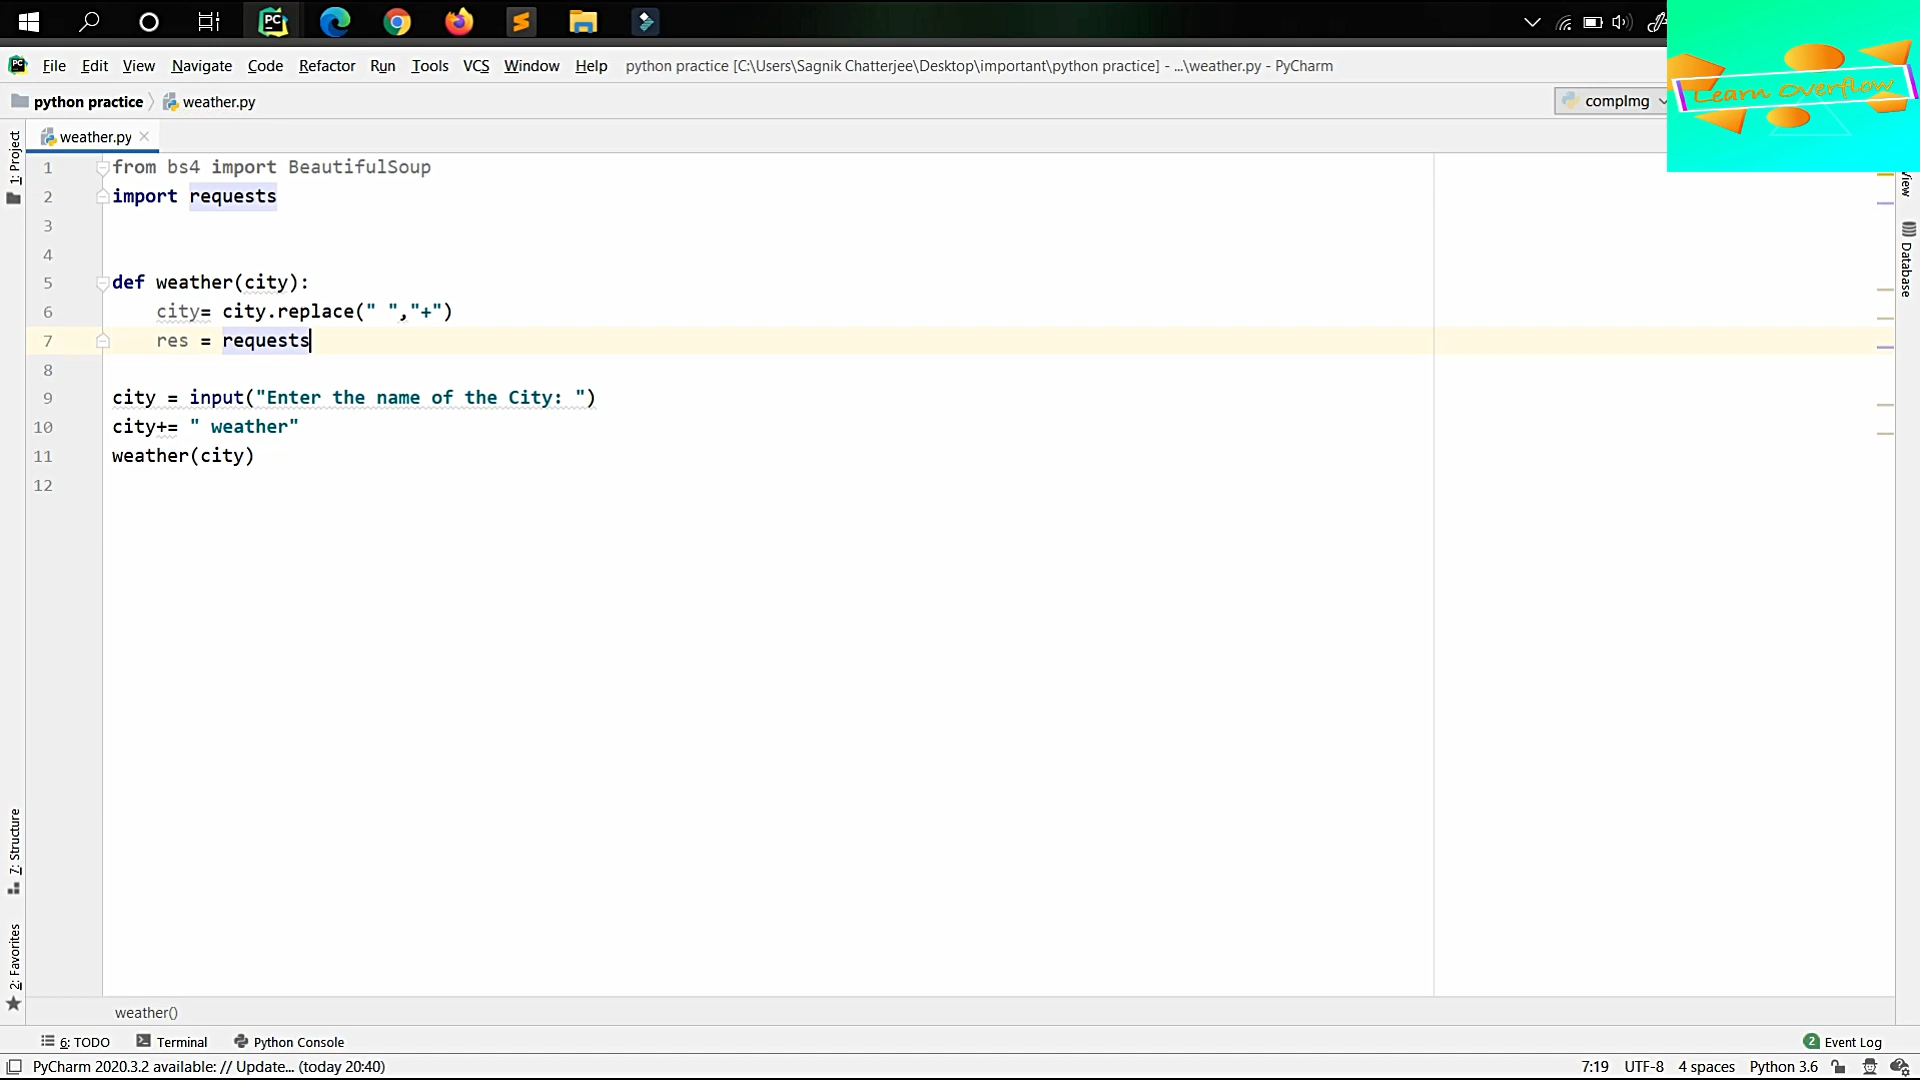 File Edit View Navigate Code Refactor Run Tools VCS Window Help python practice [C:\Users\Sagnik Chatterjee\Desktop\important\python practice] - ...\weather.py - PyCharm
python practice weather.py compImg
Learn Overflow
weather.py
1: Project
View
Database
1 from bs4 import BeautifulSoup
2 import requests
3
4
5 def weather(city):
6 city= city.replace(" ","+")
7 res = requests
8
9 city = input("Enter the name of the City: ")
10 city+= " weather"
11 weather(city)
12
7: Structure
2: Favorites
weather()
6: TODO Terminal Python Console 2 Event Log
PyCharm 2020.3.2 available: // Update... (today 20:40) 7:19 UTF-8 4 spaces Python 3.6